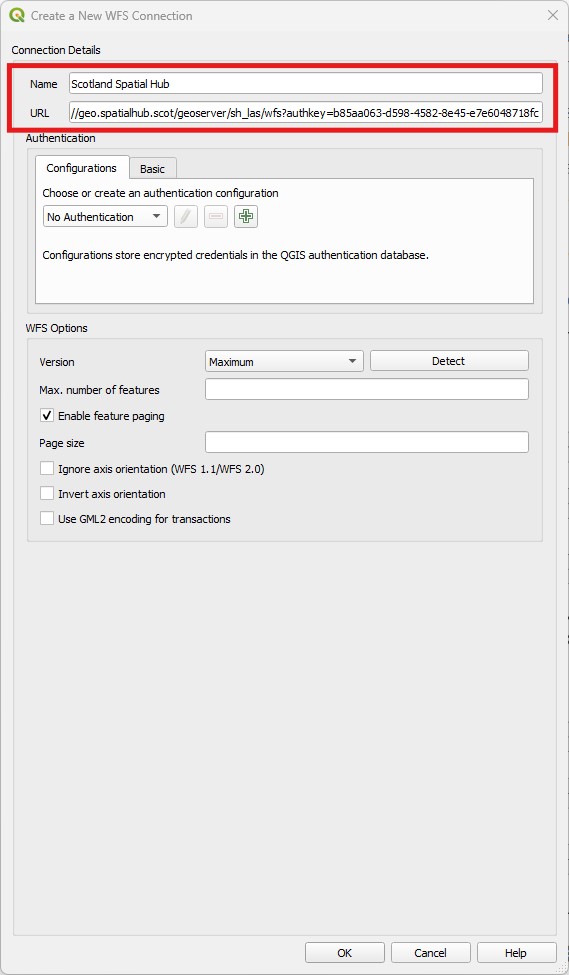 Create a New WFS Connection
Connection Details
Name Scotland Spatial Hub
URL //geo.spatialhub.scot/geoserver/sh_las/wfs?authkey=b85aa063-d598-4582-8e45-e7e6048718fc
Authentication
Configurations Basic
Choose or create an authentication configuration
No Authentication
Configurations store encrypted credentials in the QGIS authentication database.
WFS Options
Version Maximum Detect
Max. number of features
Enable feature paging
Page size
Ignore axis orientation (WFS 1.1/WFS 2.0)
Invert axis orientation
Use GML2 encoding for transactions
OK Cancel Help